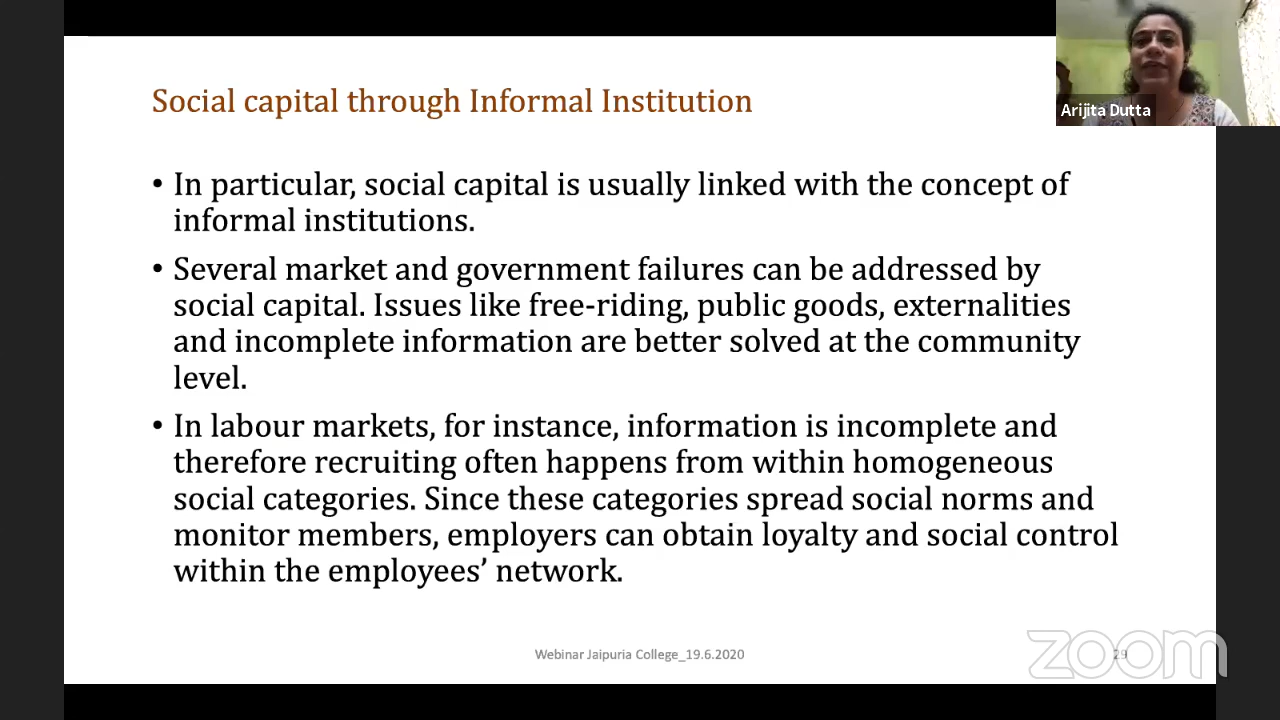 Social capital through Informal Institution
Arijita Dutta
• In particular, social capital is usually linked with the concept of
informal institutions.
• Several market and government failures can be addressed by
social capital. Issues like free-riding, public goods, externalities
and incomplete information are better solved at the community
level.
• In labour markets, for instance, information is incomplete and
therefore recruiting often happens from within homogeneous
social categories. Since these categories spread social norms and
monitor members, employers can obtain loyalty and social control
within the employees’ network.
Webinar Jaipuria College_19.6.2020
29
zoom